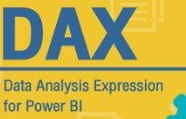 DAX
Data Analysis Expression
for Power BI